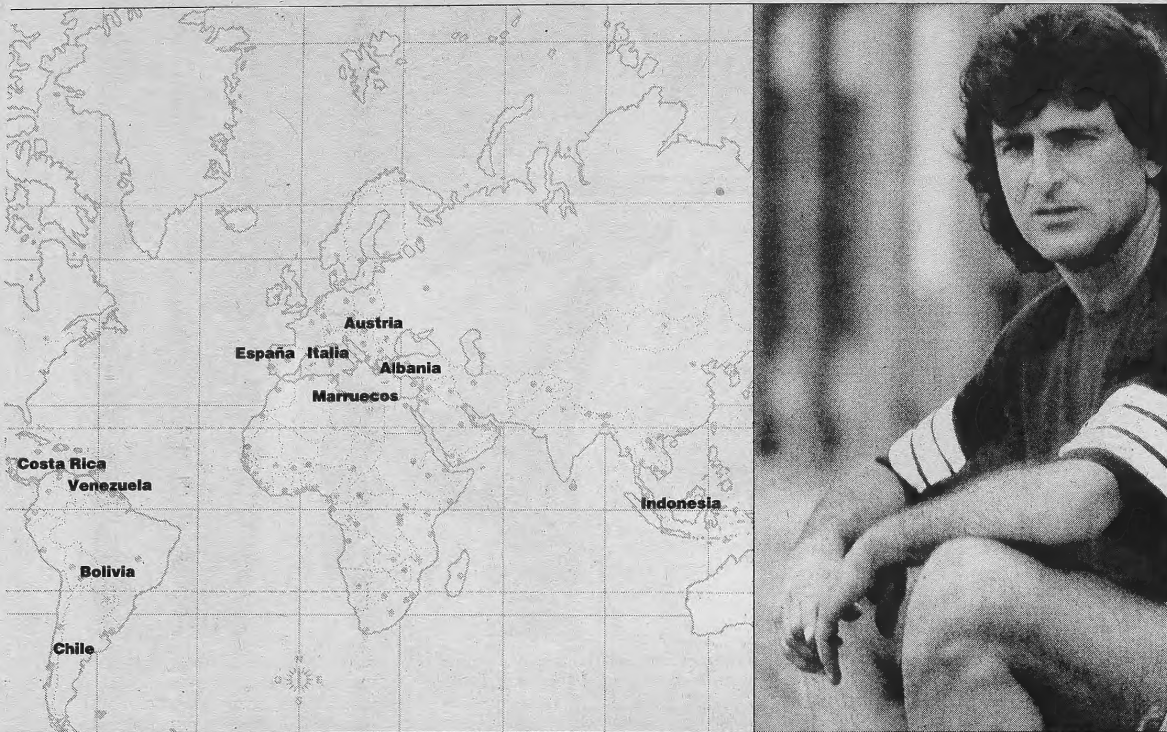 Austria
España Italia
Albania
Marruecos
Costa Rica
Venezuela
Indonesia
Bolivia
Chile
N
O E
S